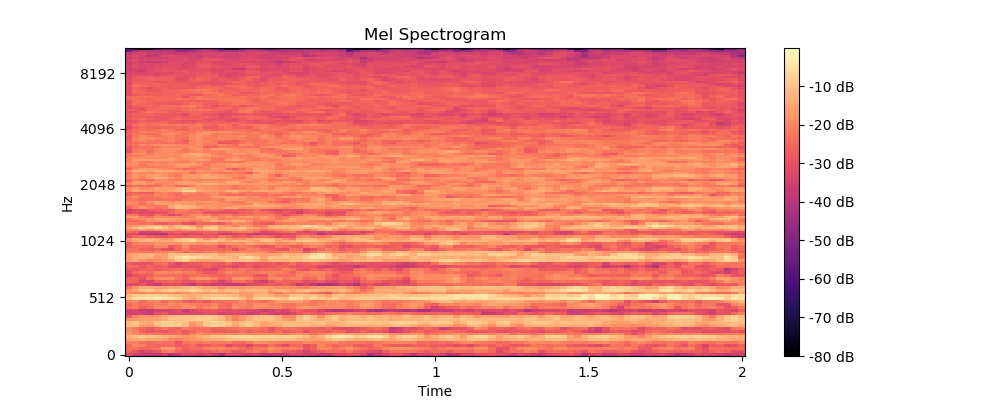 Mel Spectrogram
Hz
8192
4096
2048
1024
512
0
0
0.5
1
1.5
2
Time
-10 dB
-20 dB
-30 dB
-40 dB
-50 dB
-60 dB
-70 dB
-80 dB